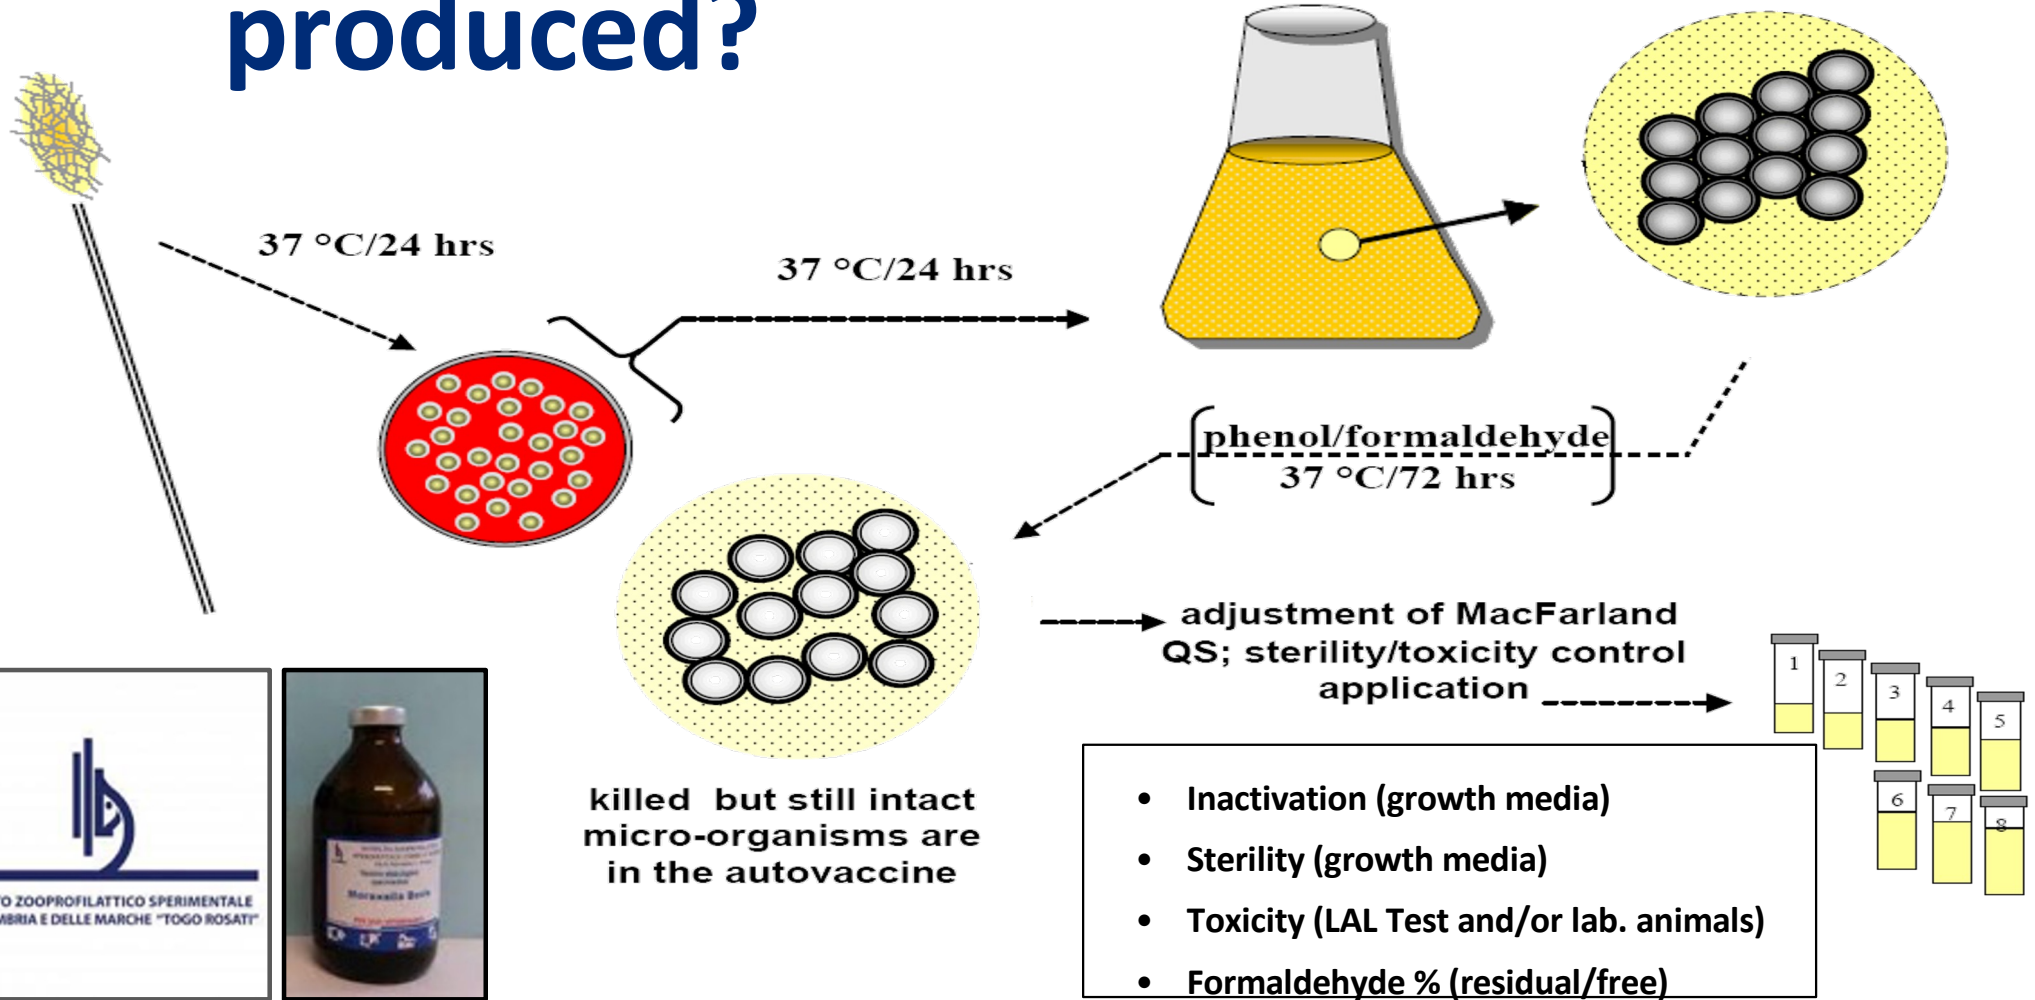 produced?
37 °C/24 hrs
37 °C/24 hrs
phenol/formaldehyde
37 °C/72 hrs
adjustment of MacFarland
QS; sterility/toxicity control
application
1
2
3
4
5
6
7
8
killed but still intact
micro-organisms are
in the autovaccine
• Inactivation (growth media)
• Sterility (growth media)
• Toxicity (LAL Test and/or lab. animals)
• Formaldehyde % (residual/free)
O ZOOPROFILATTICO SPERIMENTALE
MBRIA E DELLE MARCHE "TOGO ROSATI"
Moraxella